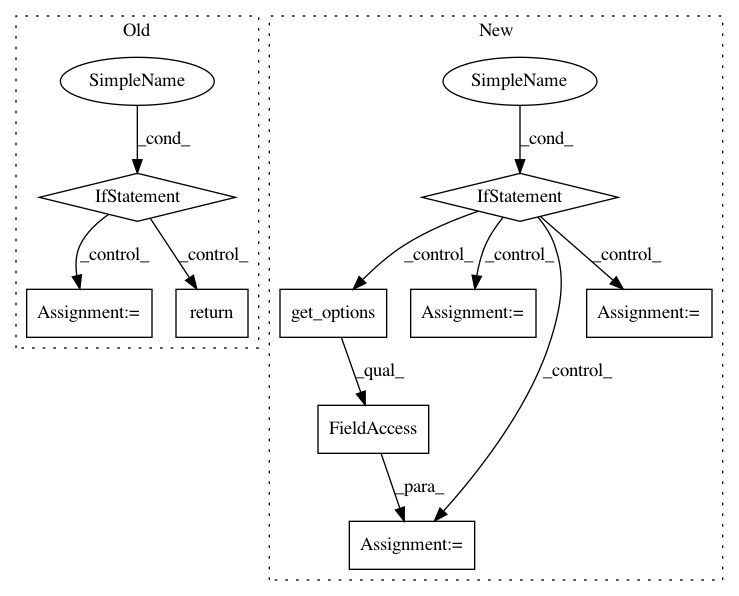 Old
New
SimpleName
SimpleName
_cond_
_cond_
IfStatement
IfStatement
_control_
_control_
_control_
_control_
_control_
Assignment:=
return
get_options
Assignment:=
Assignment:=
_qual_
_control_
FieldAccess
_para_
Assignment:=